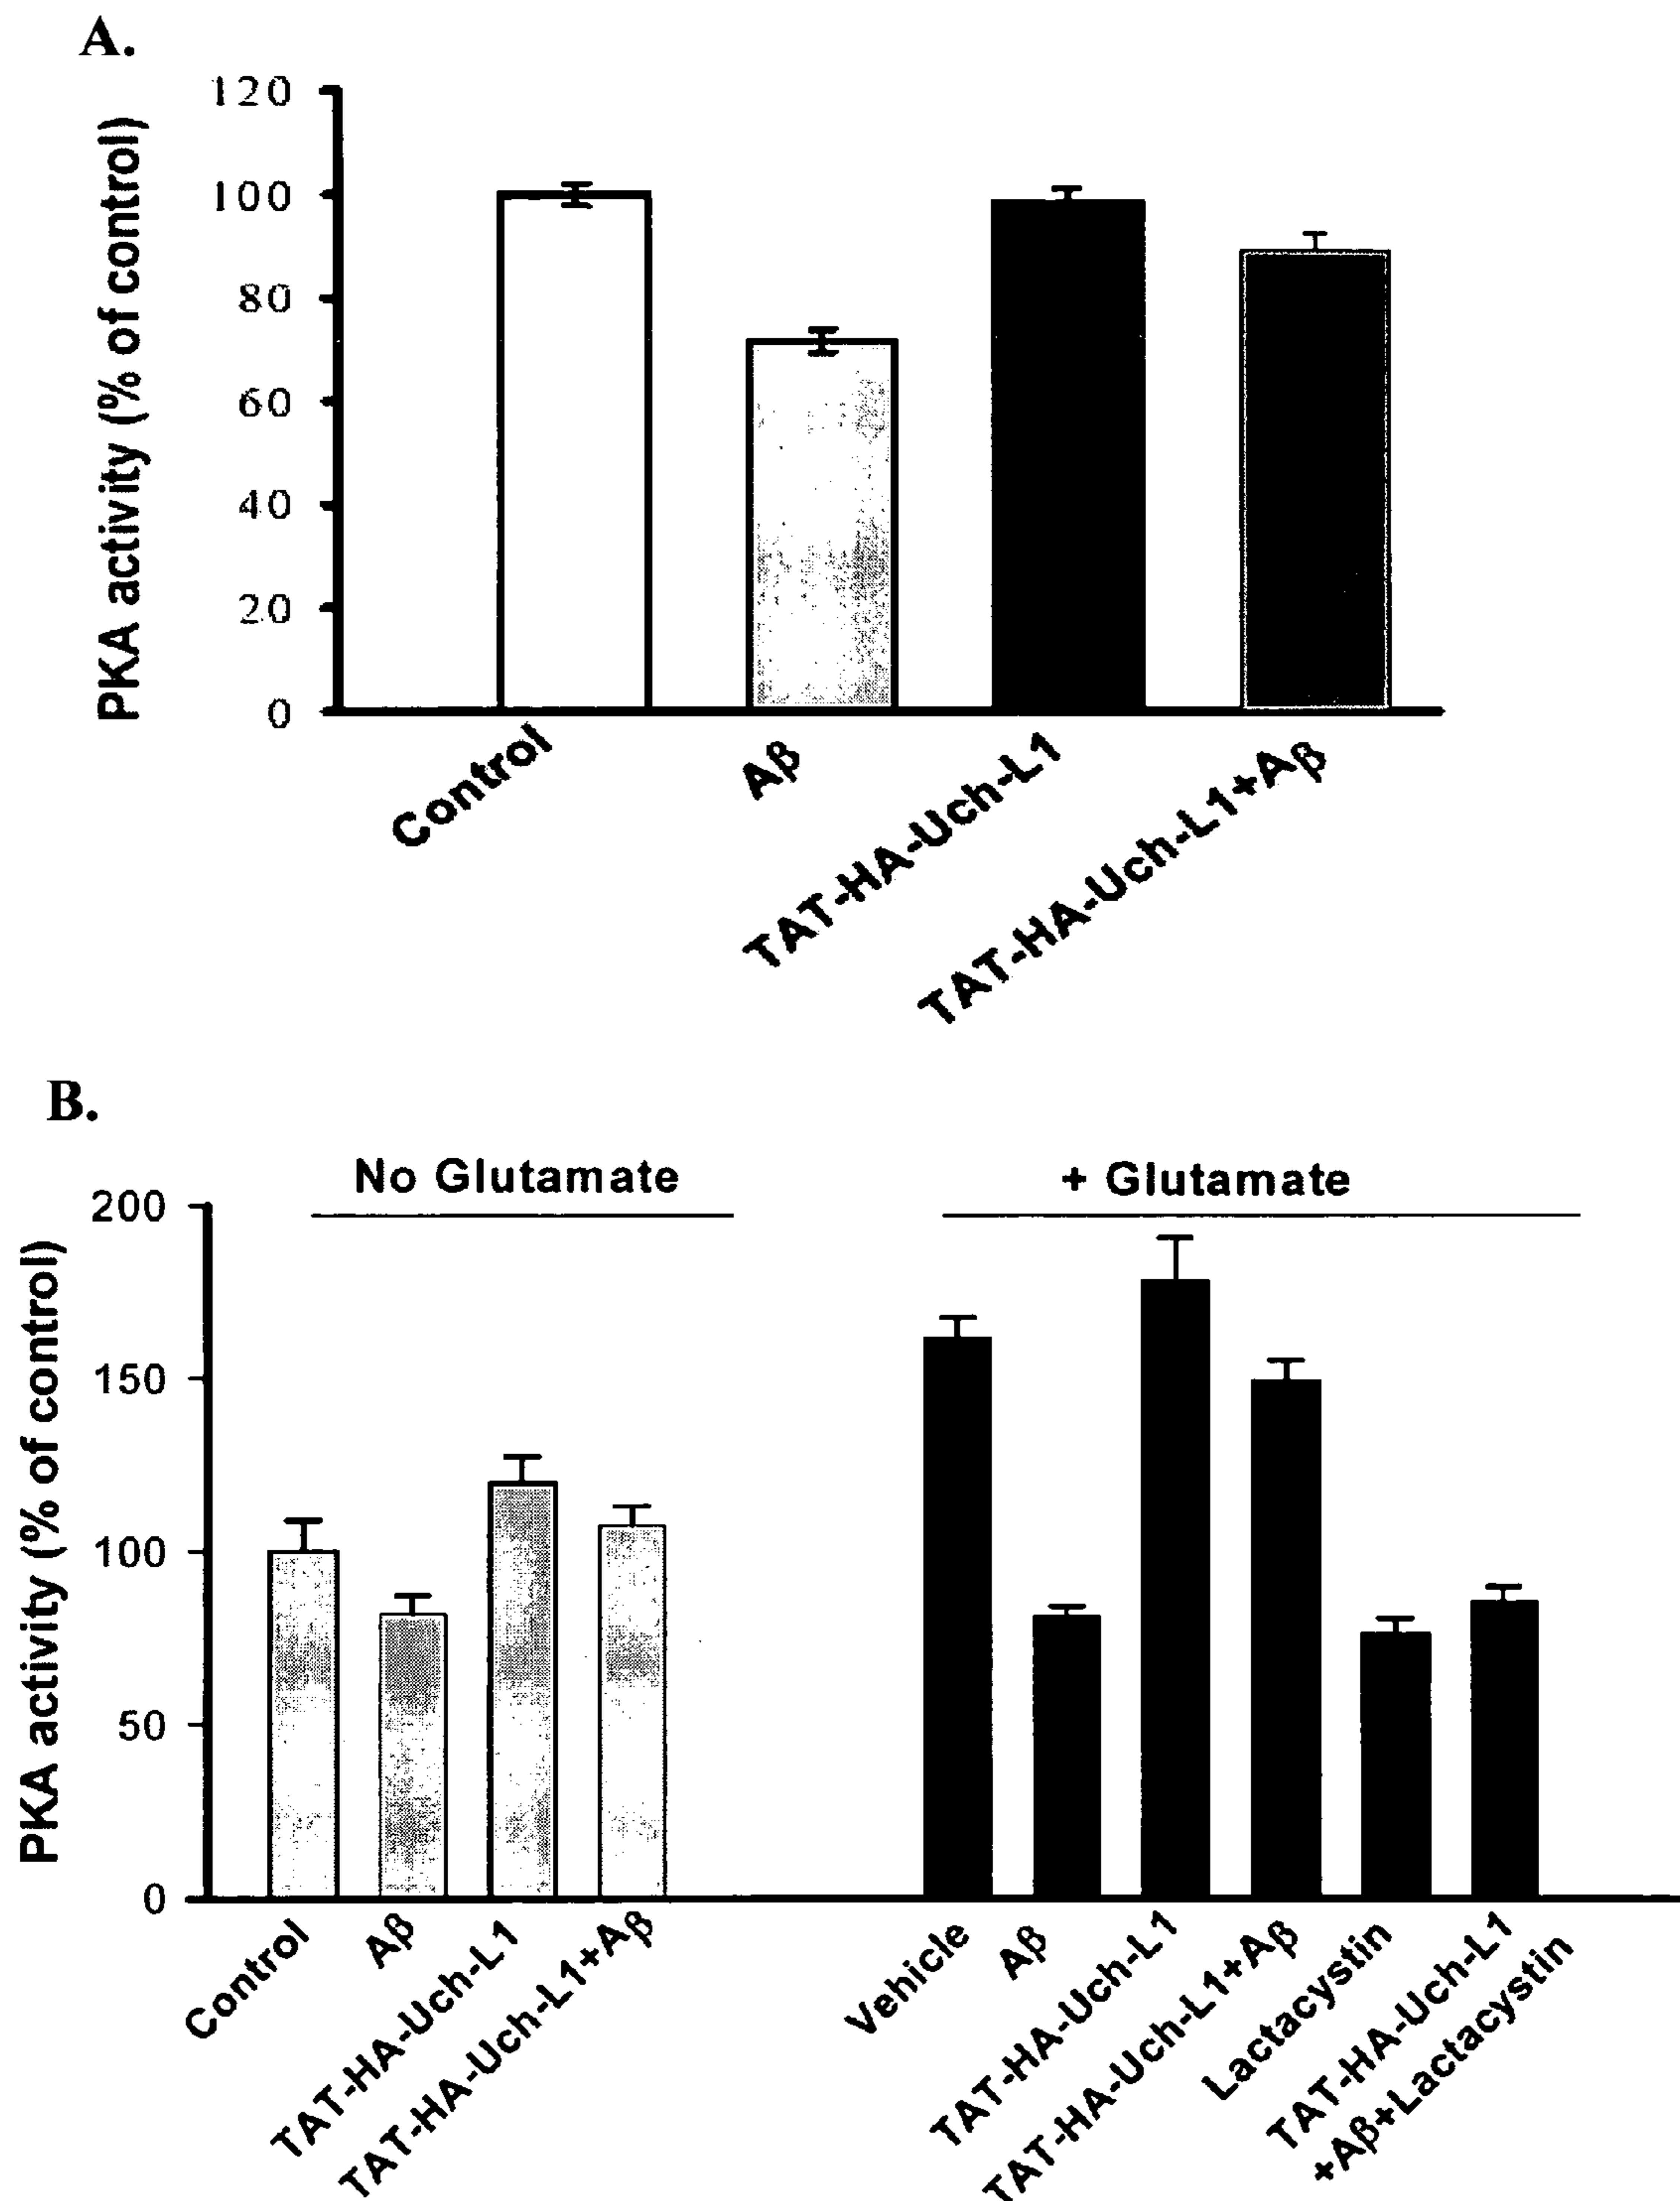 A.
PKA activity (% of control)
120
100
80
60
40
20
0
Control
Aβ
TAT-HA-Uch-L1
TAT-HA-Uch-L1+Aβ
B.
No Glutamate
+ Glutamate
PKA activity (% of control)
200
150
100
50
0
Control
Aβ
TAT-HA-Uch-L1
TAT-HA-Uch-L1+Aβ
Vehicle
Aβ
TAT-HA-Uch-L1
TAT-HA-Uch-L1+Aβ
Lactacystin
TAT-HA-Uch-L1
+Aβ+Lactacystin